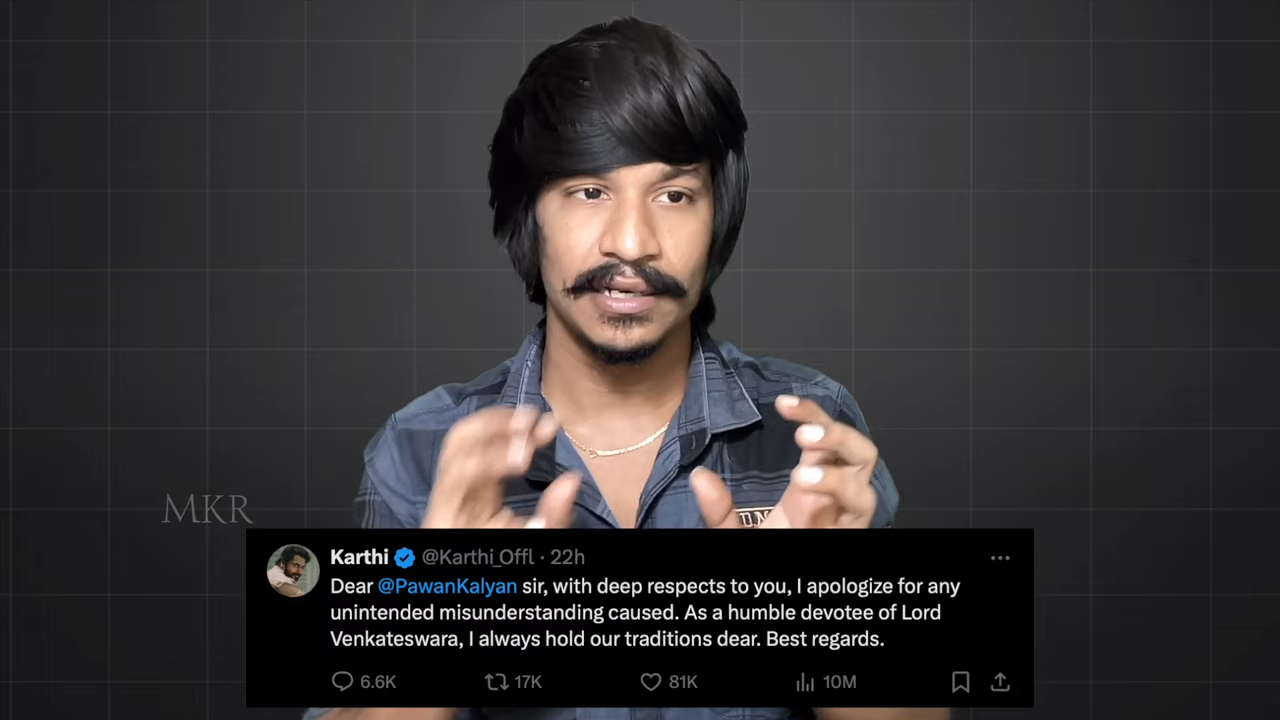 MKR
Karthi @Karthi_Offl · 22h
Dear @PawanKalyan sir, with deep respects to you, I apologize for any
unintended misunderstanding caused. As a humble devotee of Lord
Venkateswara, I always hold our traditions dear. Best regards.
6.6K 17K 81K 10M